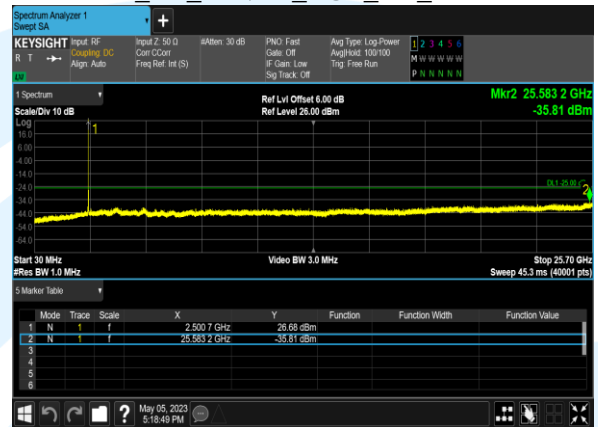 Spectrum Analyzer 1
Swept SA
+
KEYSIGHT Input: RF Input Z: 50 Ω #Atten: 30 dB PNO: Fast Avg Type: Log-Power 1 2 3 4 5 6
R T Coupling: DC Corr CCorr Gate: Off Avg|Hold: 100/100 M W W W W W
Align: Auto Freq Ref: Int (S) IF Gain: Low Trig: Free Run
LV Sig Track: Off P N N N N N
1 Spectrum Ref Lvl Offset 6.00 dB Mkr2 25.583 2 GHz
Scale/Div 10 dB Ref Level 26.00 dBm -35.81 dBm
Log
1
16.0
6.00
-4.00
-14.0
-24.0 DL1 -25.00
2
-34.0
-44.0
-54.0
-64.0
Start 30 MHz Video BW 3.0 MHz Stop 25.70 GHz
#Res BW 1.0 MHz Sweep 45.3 ms (40001 pts)
5 Marker Table
Mode Trace Scale X Y Function Function Width Function Value
1 N 1 f 2.500 7 GHz 26.68 dBm
2 N 1 f 25.583 2 GHz -35.81 dBm
3
4
5
6
? May 05, 2023
5:18:49 PM